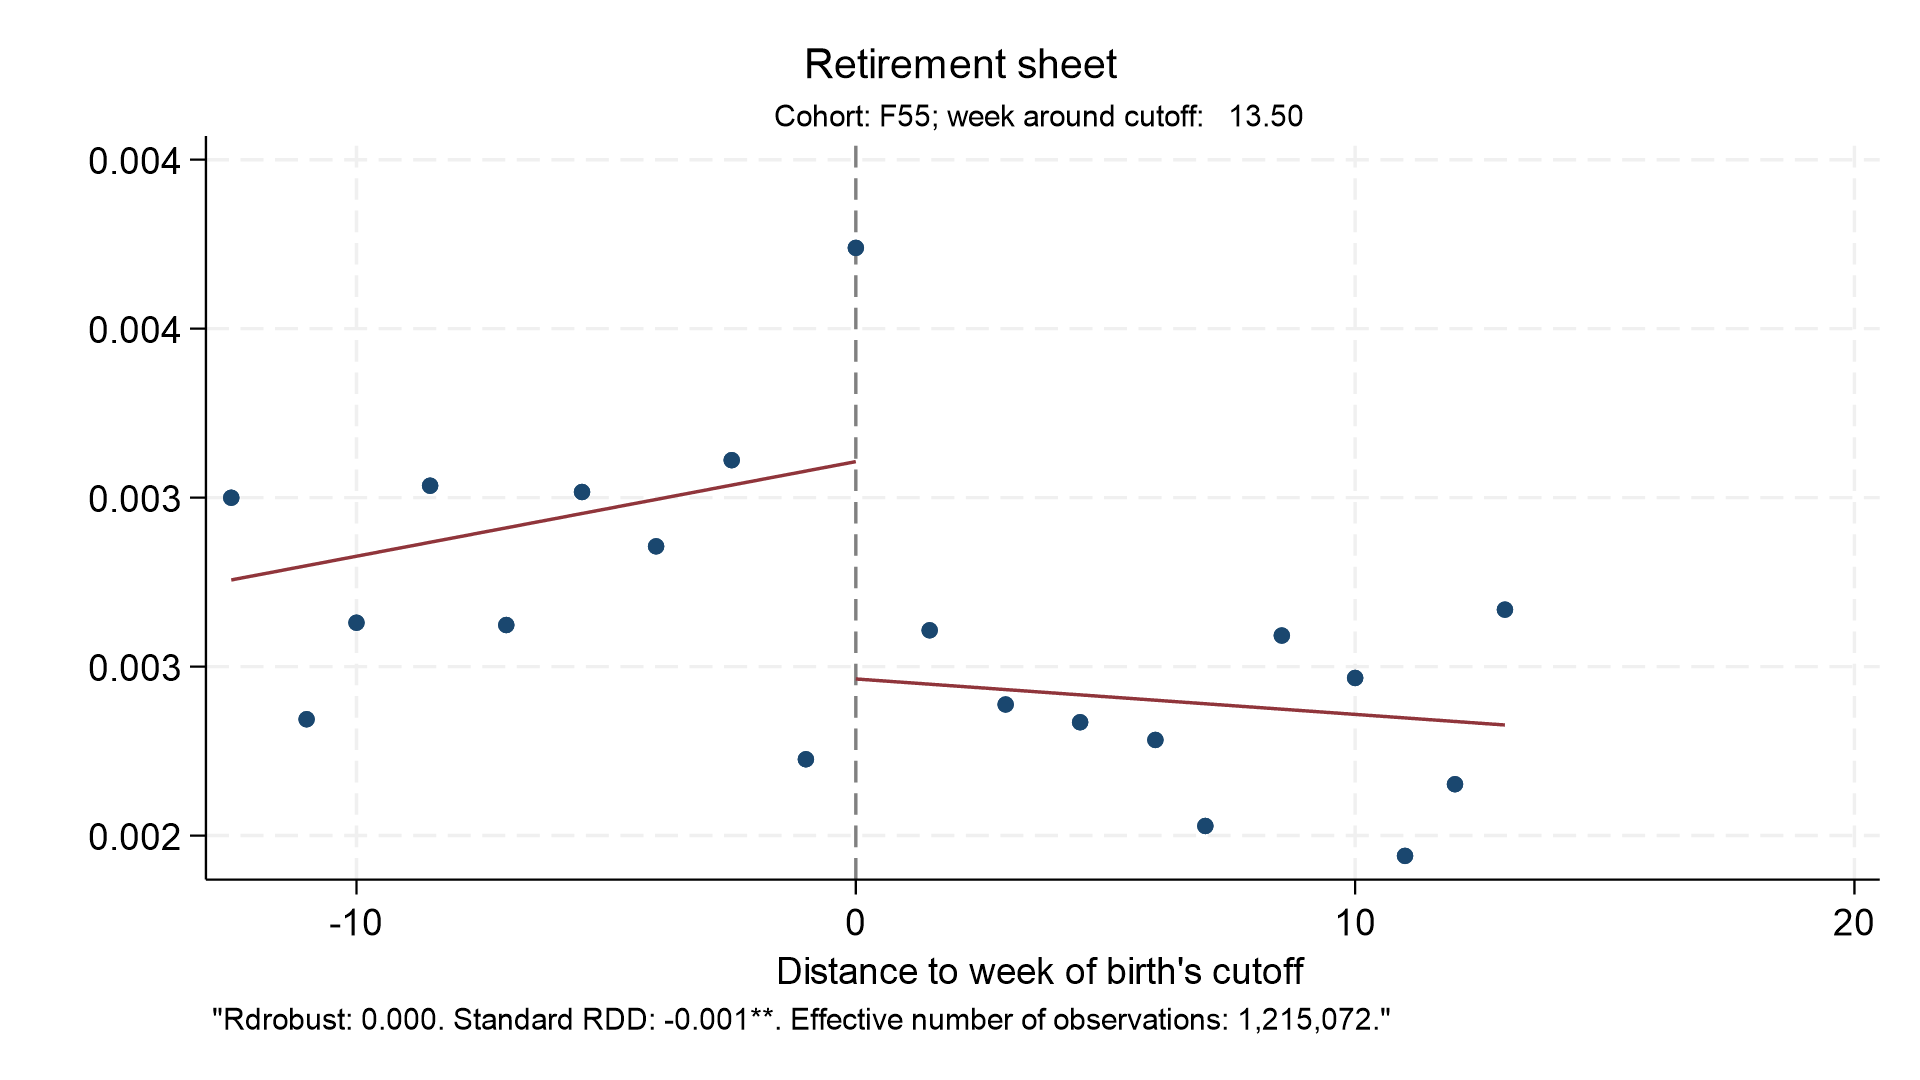 Retirement sheet
Cohort: F55; week around cutoff: 13.50
0.004
0.004
0.003
0.003
0.002
-10 0 10 20
Distance to week of birth's cutoff
"Rdrobust: 0.000. Standard RDD: -0.001**. Effective number of observations: 1,215,072."